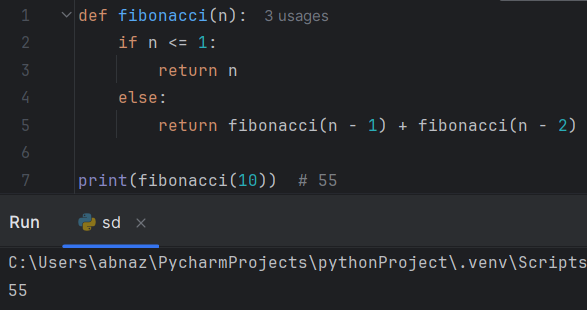 1 def fibonacci(n): 3 usages
2     if n <= 1:
3         return n
4     else:
5         return fibonacci(n - 1) + fibonacci(n - 2)
6
7 print(fibonacci(10))  # 55
Run sd ×
C:\Users\abnaz\PycharmProjects\pythonProject\.venv\Scripts
55